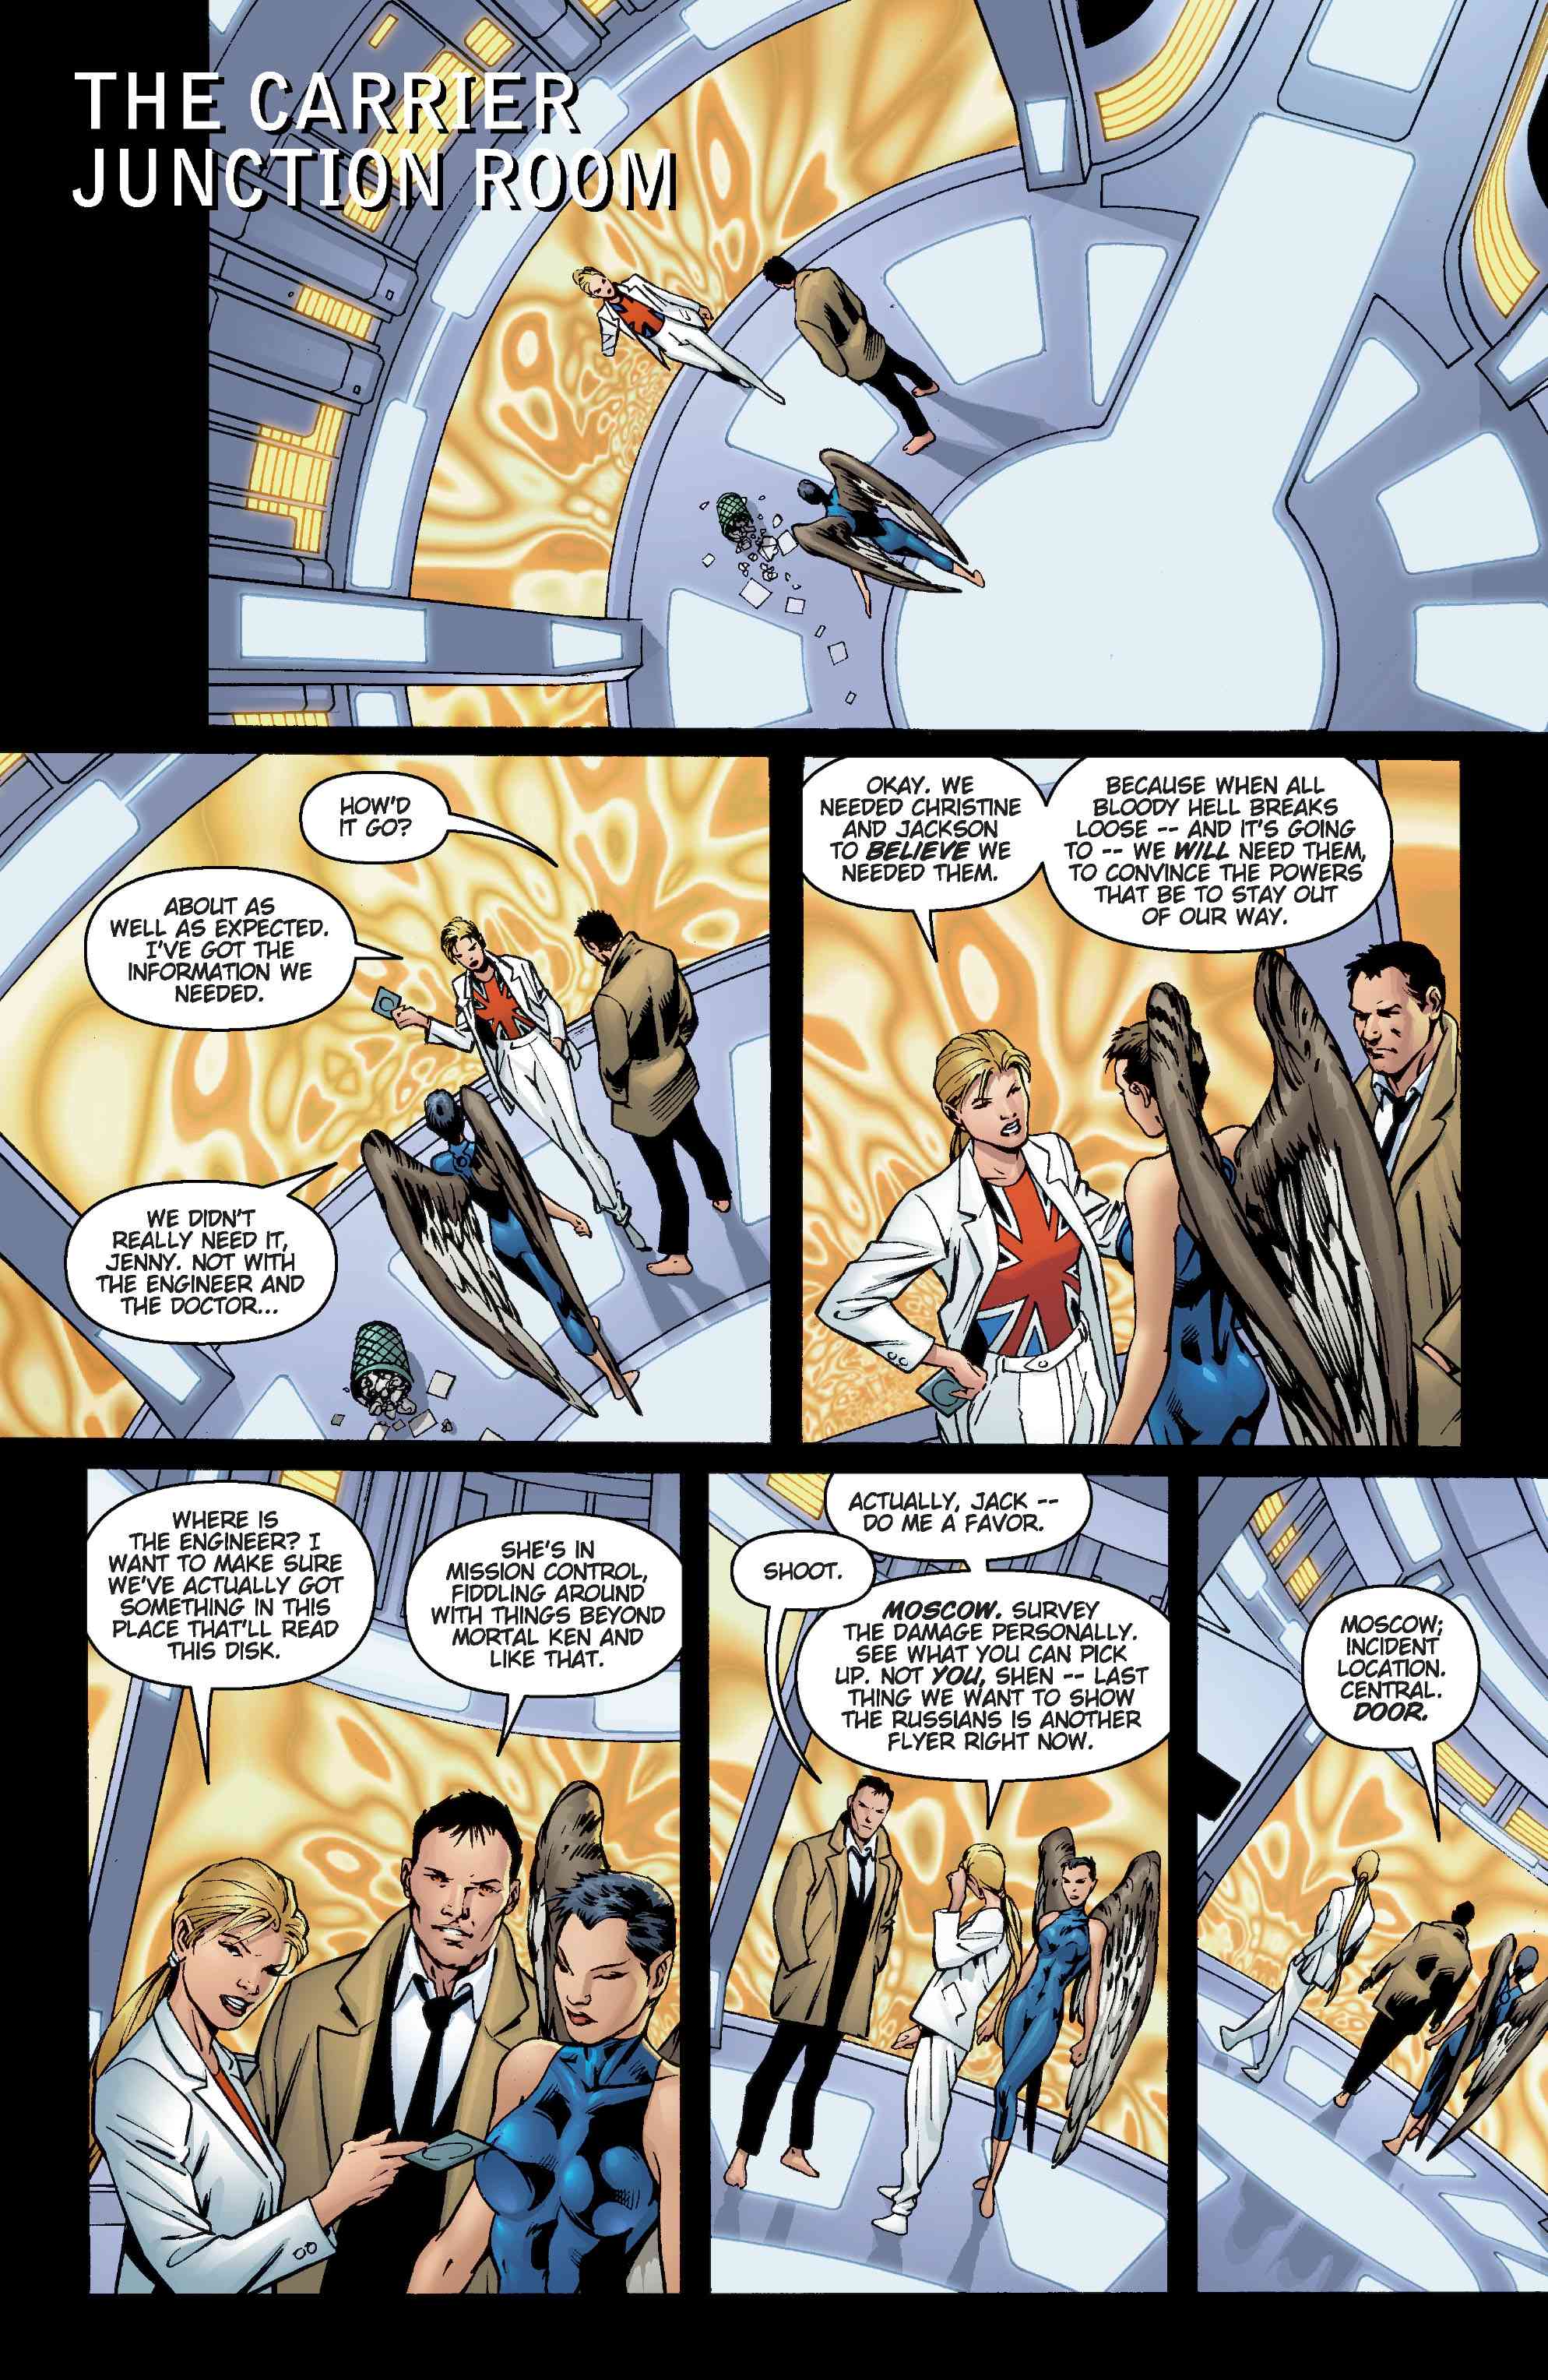 THE CARRIER
JUNCTION ROOM
HOW'D
IT GO?
ABOUT AS
WELL AS EXPECTED.
I'VE GOT THE
INFORMATION WE
NEEDED.
WE DIDN'T
REALLY NEED IT,
JENNY. NOT WITH
THE ENGINEER AND
THE DOCTOR...
OKAY. WE
NEEDED CHRISTINE
AND JACKSON
TO BELIEVE WE
NEEDED THEM.
BECAUSE WHEN ALL
BLOODY HELL BREAKS
LOOSE -- AND IT'S GOING
TO -- WE WILL NEED THEM,
TO CONVINCE THE POWERS
THAT BE TO STAY OUT
OF OUR WAY.
WHERE IS
THE ENGINEER? I
WANT TO MAKE SURE
WE'VE ACTUALLY GOT
SOMETHING IN THIS
PLACE THAT'LL READ
THIS DISK.
SHE'S IN
MISSION CONTROL,
FIDDLING AROUND
WITH THINGS BEYOND
MORTAL KEN AND
LIKE THAT.
ACTUALLY, JACK --
DO ME A FAVOR.
SHOOT.
MOSCOW. SURVEY
THE DAMAGE PERSONALLY.
SEE WHAT YOU CAN PICK
UP. NOT YOU, SHEN -- LAST
THING WE WANT TO SHOW
THE RUSSIANS IS ANOTHER
FLYER RIGHT NOW.
MOSCOW;
INCIDENT
LOCATION.
CENTRAL.
DOOR.